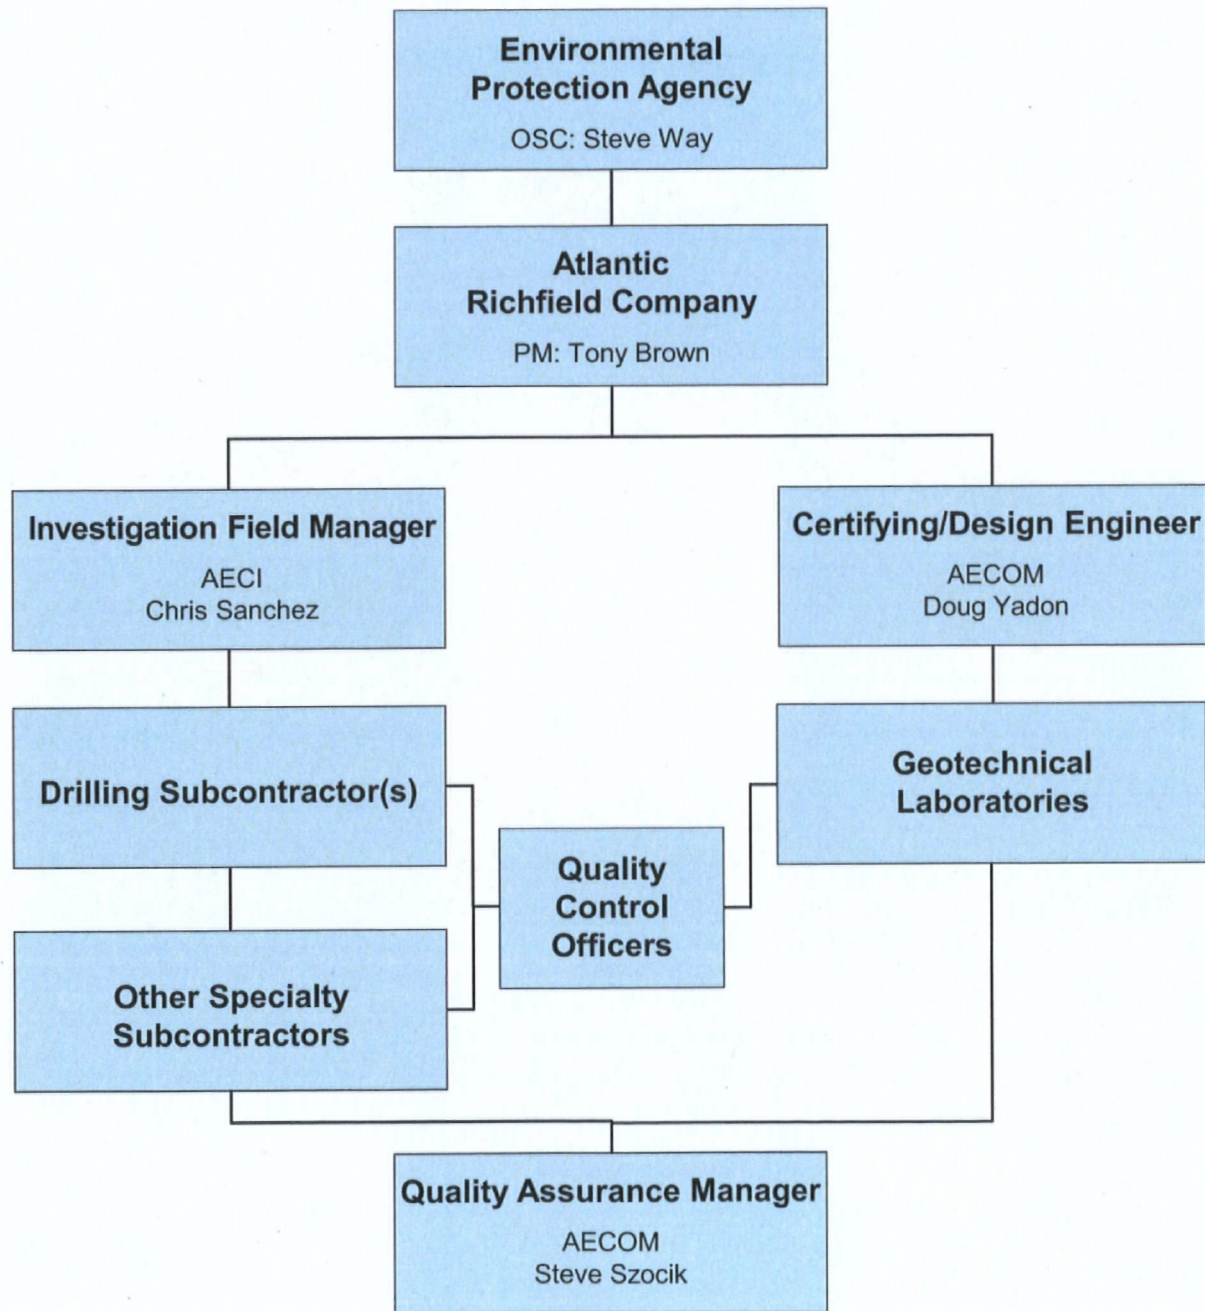 Environmental
Protection Agency
OSC: Steve Way
Atlantic
Richfield Company
PM: Tony Brown
Investigation Field Manager
AECI
Chris Sanchez
Certifying/Design Engineer
AECOM
Doug Yadon
Drilling Subcontractor(s)
Geotechnical
Laboratories
Quality
Control
Officers
Other Specialty
Subcontractors
Quality Assurance Manager
AECOM
Steve Szocik